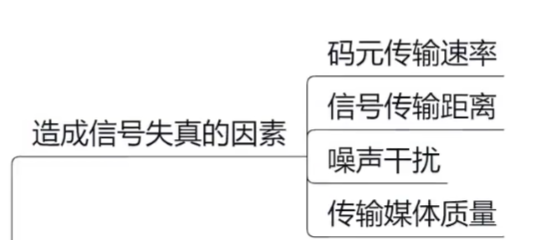 码元传输速率
信号传输距离
造成信号失真的因素
噪声干扰
传输媒体质量